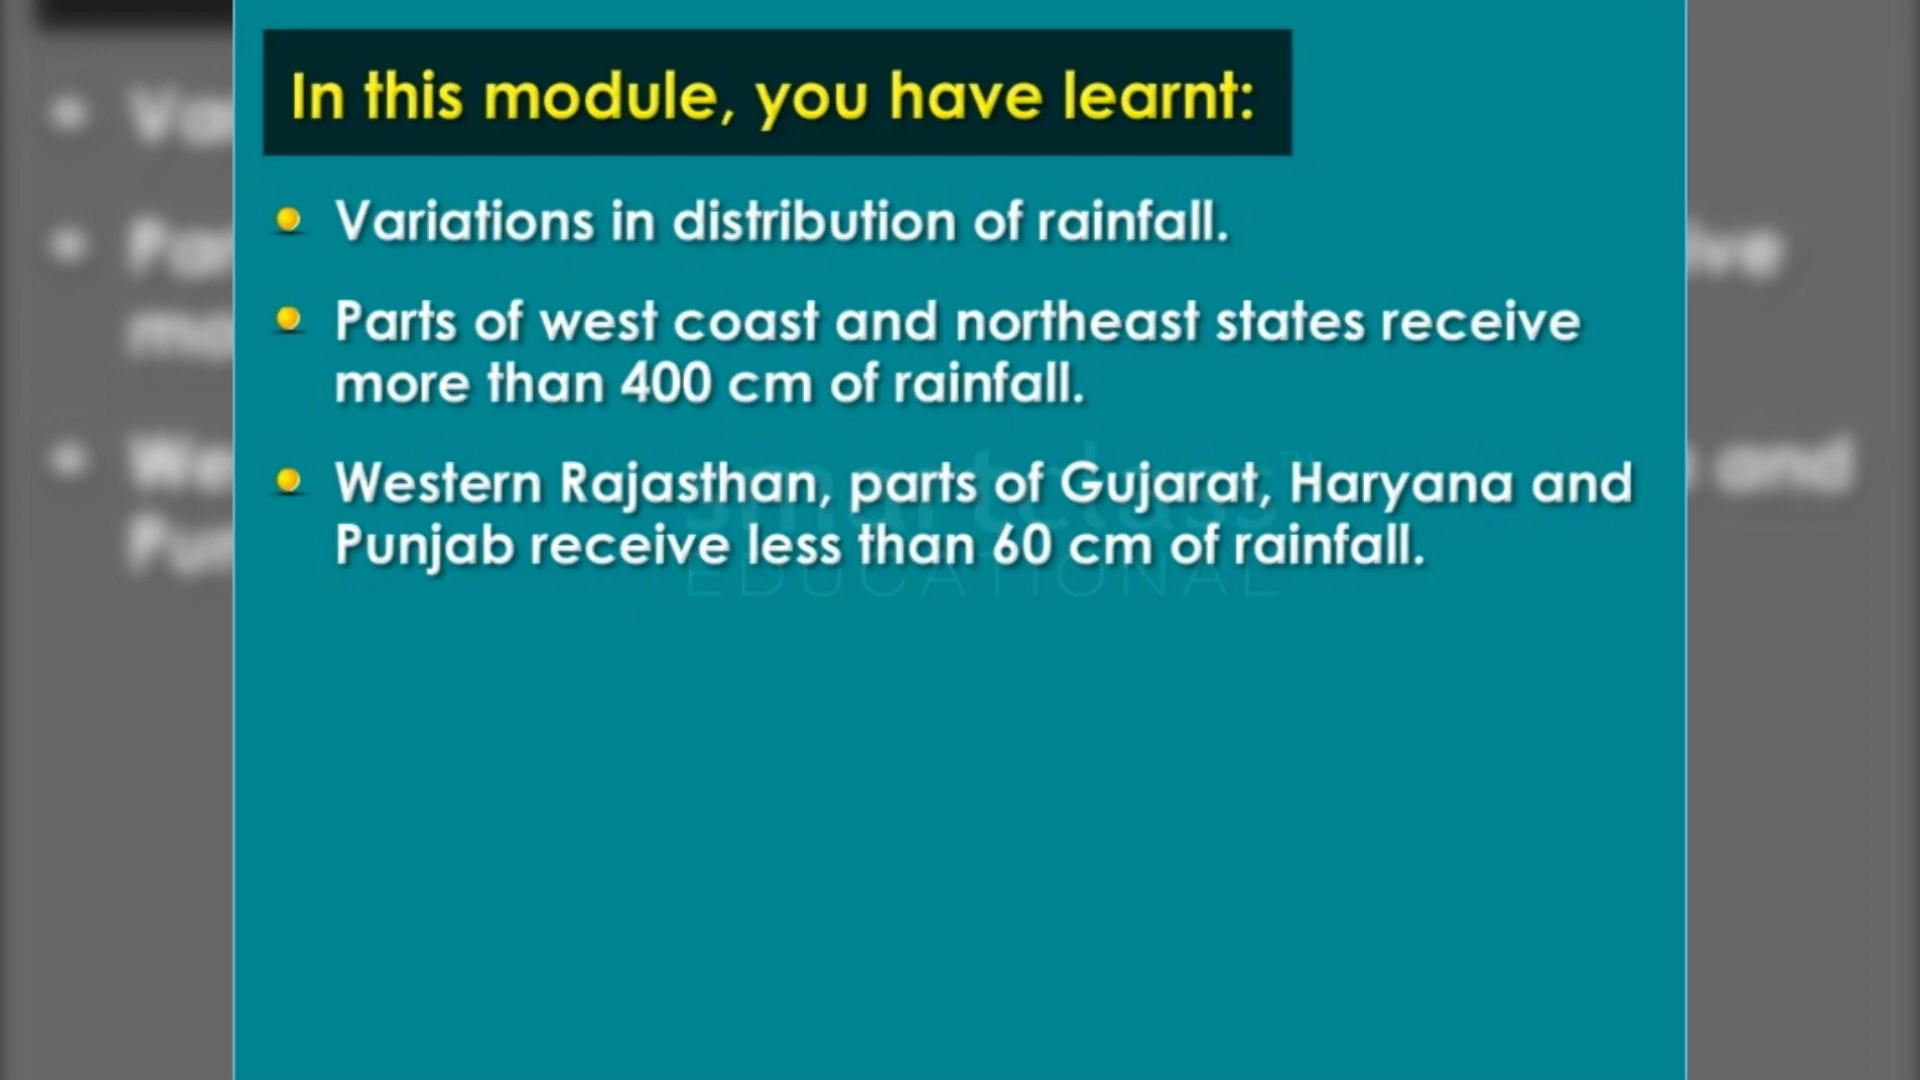 In this module, you have learnt:
Variations in distribution of rainfall.
Parts of west coast and northeast states receive
more than 400 cm of rainfall.
Western Rajasthan, parts of Gujarat, Haryana and
Punjab receive less than 60 cm of rainfall.
smartclass™
EDUCATIONAL